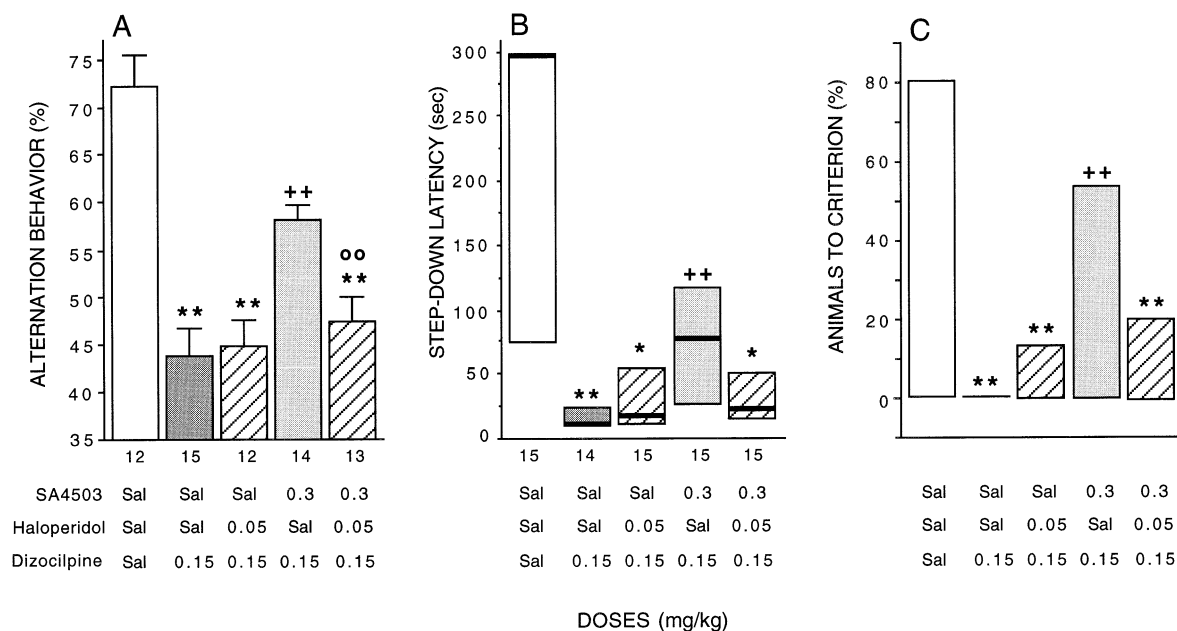 A
ALTERNATION BEHAVIOR (%)
75
70
65
60
55
50
45
40
35
**
**
++
oo
**
12 15 12 14 13
B
STEP-DOWN LATENCY (sec)
300
250
200
150
100
50
0
**
*
++
*
15 14 15 15 15
C
ANIMALS TO CRITERION (%)
80
60
40
20
0
**
**
++
**
SA4503 Sal Sal Sal 0.3 0.3 Sal Sal Sal 0.3 0.3 Sal Sal Sal 0.3 0.3
Haloperidol Sal Sal 0.05 Sal 0.05 Sal Sal 0.05 Sal 0.05 Sal Sal 0.05 Sal 0.05
Dizocilpine Sal 0.15 0.15 0.15 0.15 Sal 0.15 0.15 0.15 0.15 Sal 0.15 0.15 0.15 0.15
DOSES (mg/kg)